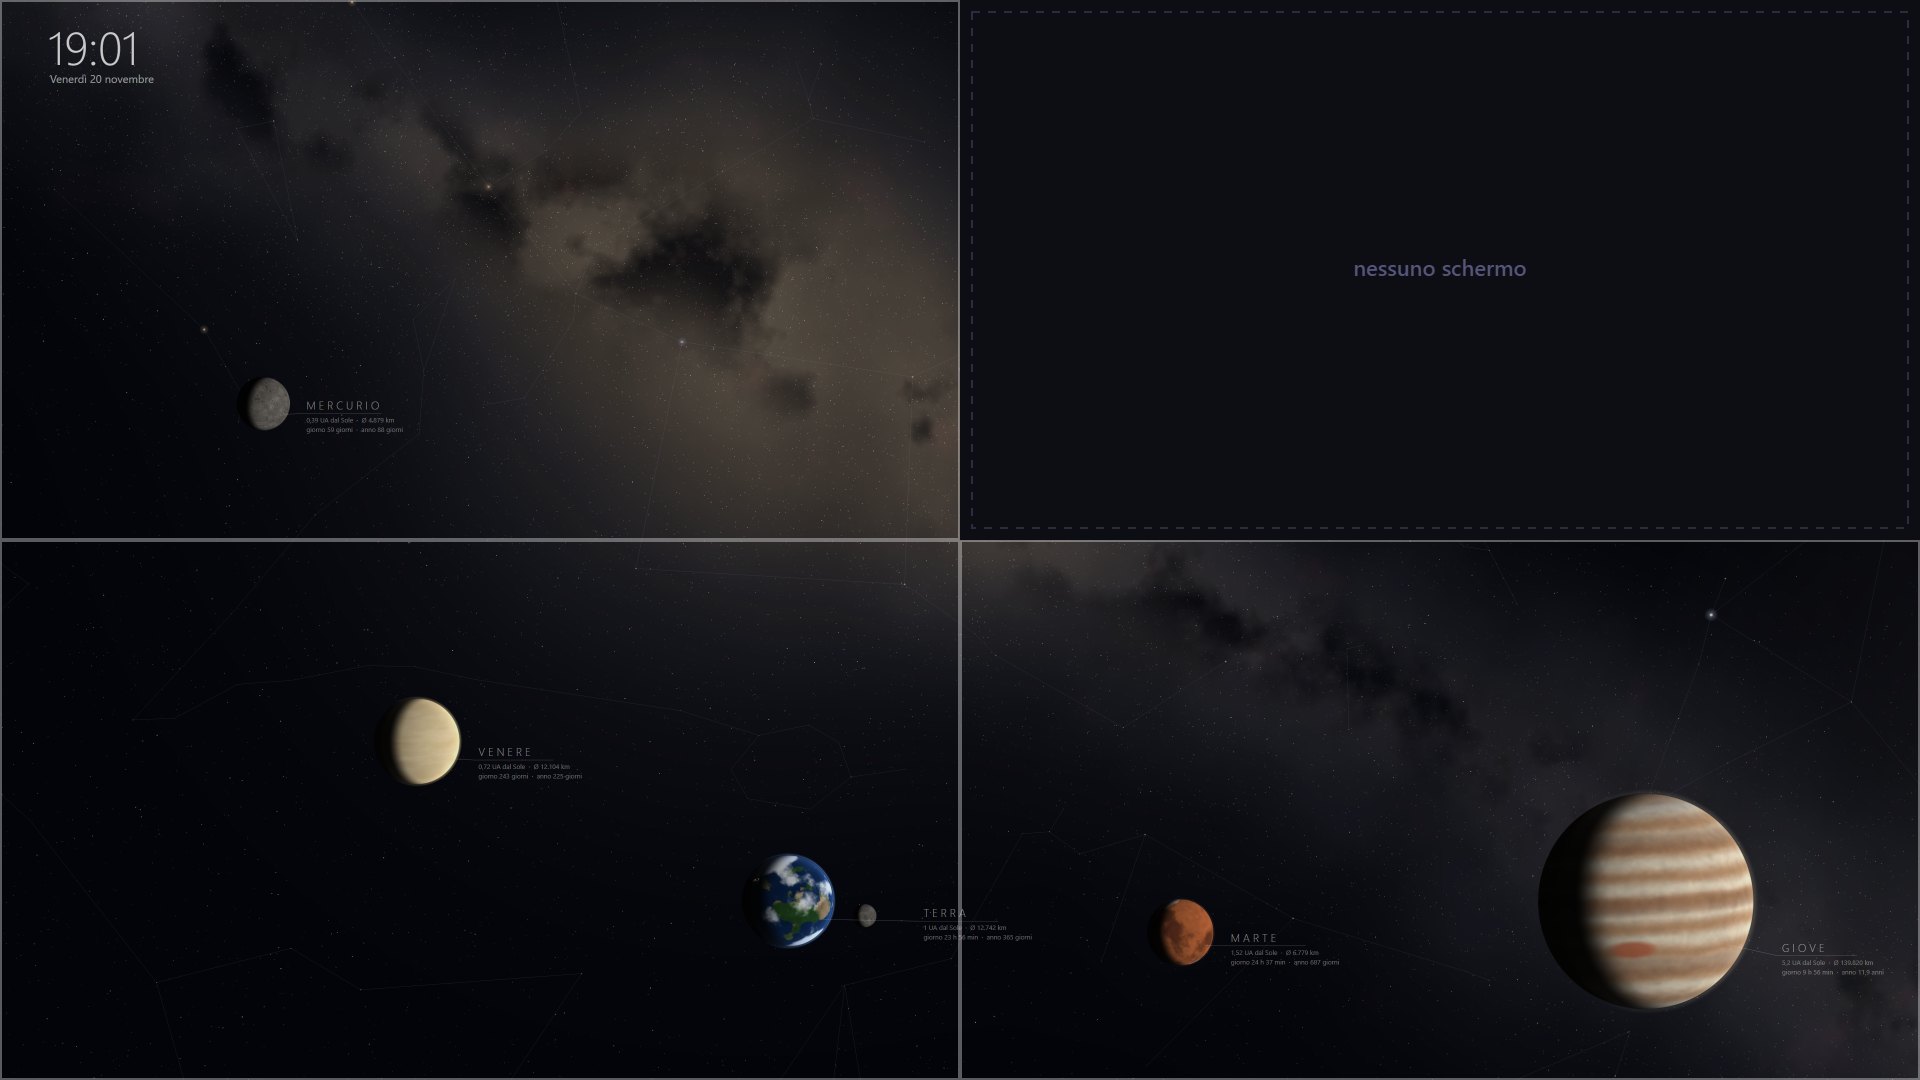 19:01
Venerdì 20 novembre
nessuno schermo
MERCURIO
0,39 UA dal Sole · Ø 4.879 km
giorno 59 giorni · anno 88 giorni
VENERE
0,72 UA dal Sole · Ø 12.104 km
giorno 243 giorni · anno 225 giorni
TERRA
1 UA dal Sole · Ø 12.742 km
giorno 23 h 56 min · anno 365 giorni
MARTE
1,52 UA dal Sole · Ø 6.779 km
giorno 24 h 37 min · anno 687 giorni
GIOVE
5,2 UA dal Sole · Ø 139.820 km
giorno 9 h 56 min · anno 11,9 anni